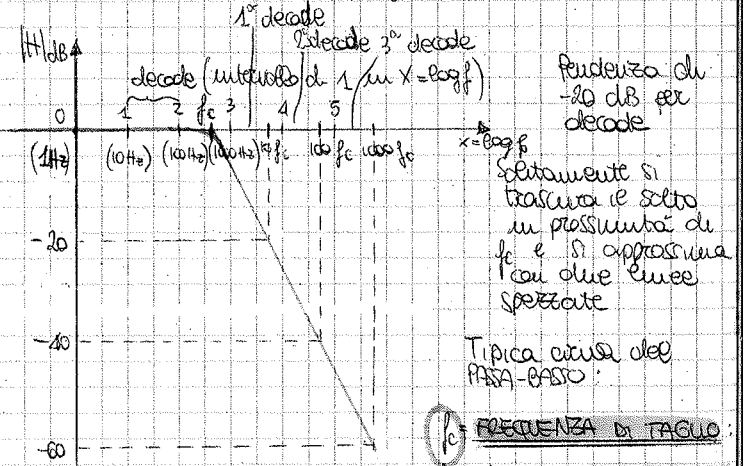 1ª decade
|H|dB
2ª decade 3ª decade
decade (intervallo di 1 in X = log f)
0 1 2 fc 3 4 5
x = log f
(1Hz) (10Hz) (100Hz) (1000Hz) 10 fc 100 fc 1000 fc
-20
-40
-60
Pendenza di
-20 dB per
decade
Solitamente si
trascura il salto
in prossimità di
fc e si approssima
con due linee
spezzate
Tipica curva del
PASSA-BASSO:
fc = FREQUENZA DI TAGLIO: